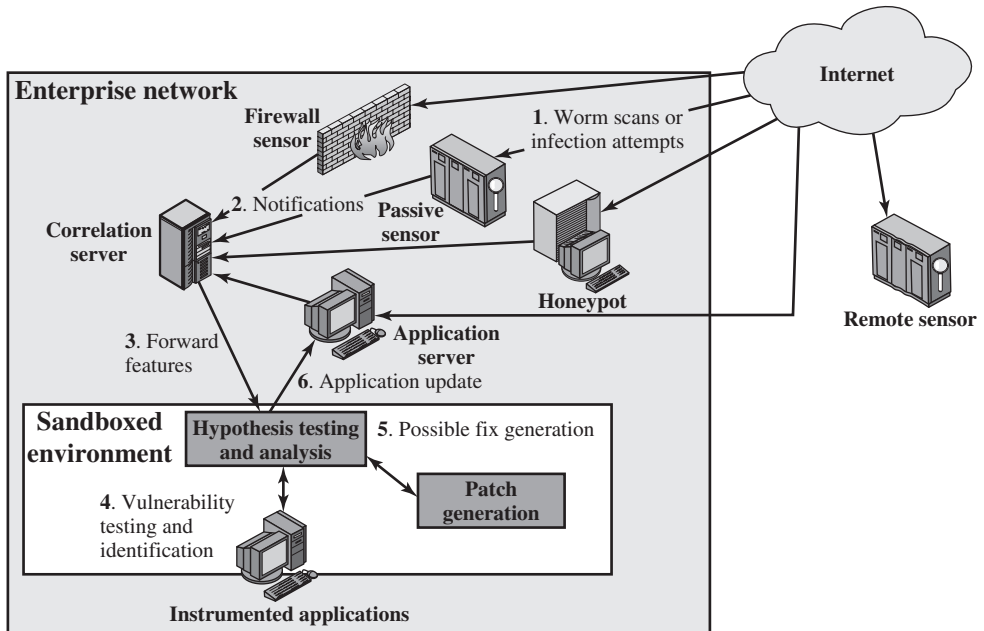 Internet
Enterprise network
Firewall
sensor
1. Worm scans or
infection attempts
2. Notifications
Passive
sensor
Correlation
server
Honeypot
Remote sensor
Application
server
3. Forward
features
6. Application update
Sandboxed
environment
Hypothesis testing
and analysis
5. Possible fix generation
Patch
generation
4. Vulnerability
testing and
identification
Instrumented applications